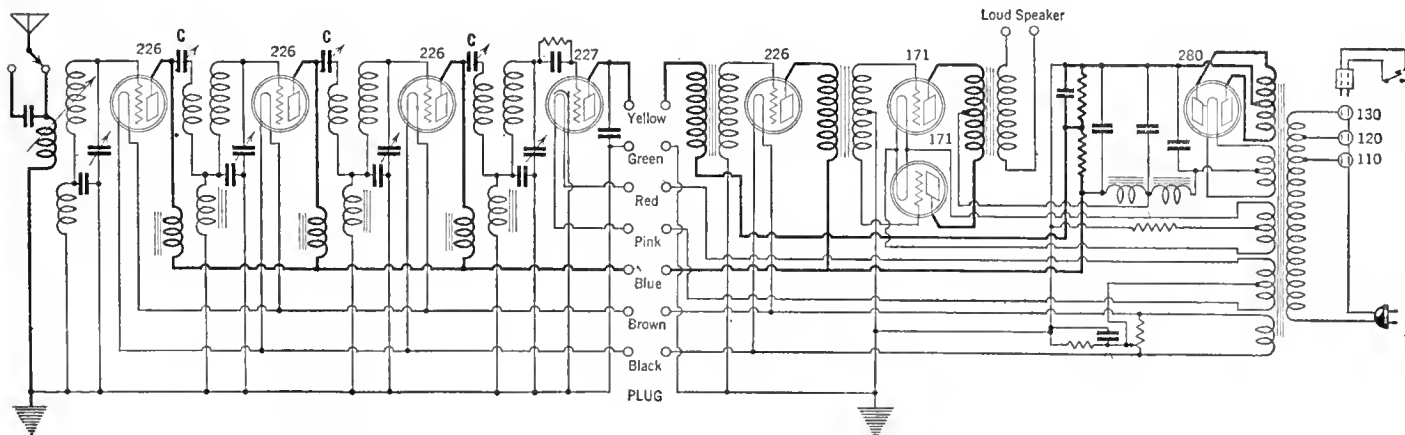 Loud Speaker
226
C
226
C
226
C
227
226
171
280
171
130
120
110
Yellow
Green
Red
Pink
Blue
Brown
Black
PLUG